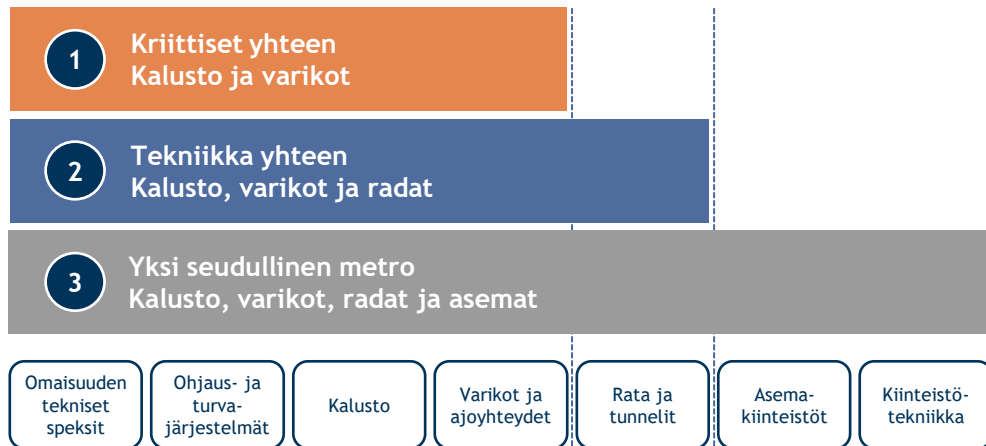 1
Kriittiset yhteen
Kalusto ja varikot
2
Tekniikka yhteen
Kalusto, varikot ja radat
3
Yksi seudullinen metro
Kalusto, varikot, radat ja asemat
Omaisuuden
tekniset
speksit
Ohjaus- ja
turva-
järjestelmät
Kalusto
Varikot ja
ajoyhteydet
Rata ja
tunnelit
Asema-
kiinteistöt
Kiinteistö-
tekniikka